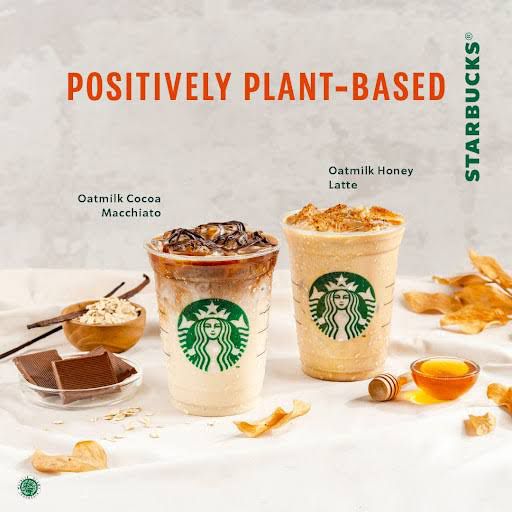 POSITIVELY PLANT-BASED
STARBUCKS®
Oatmilk Honey
Latte
Oatmilk Cocoa
Macchiato